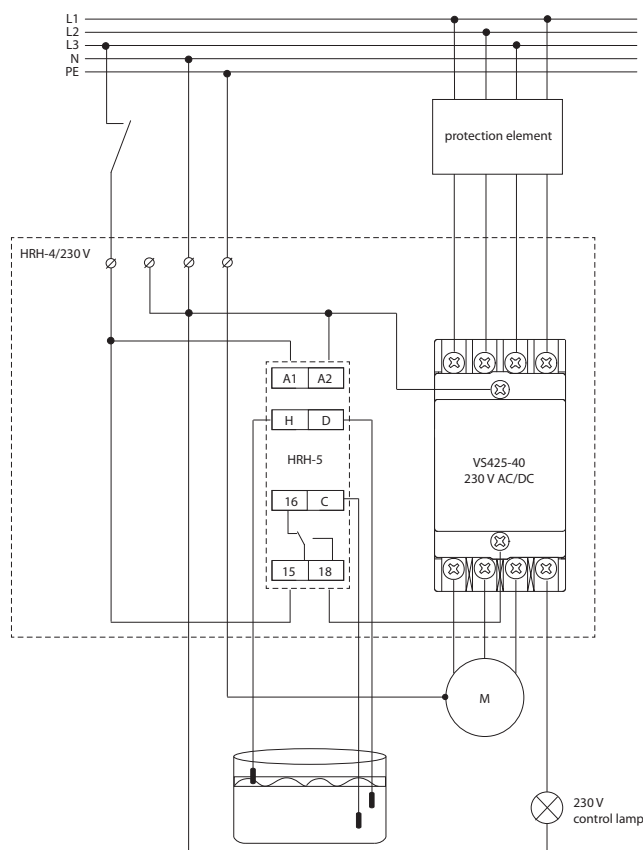 L1
L2
L3
N
PE
protection element
HRH-4/230 V
A1 A2
H D
HRH-5
VS425-40
230 V AC/DC
16 C
15 18
M
230 V
control lamp